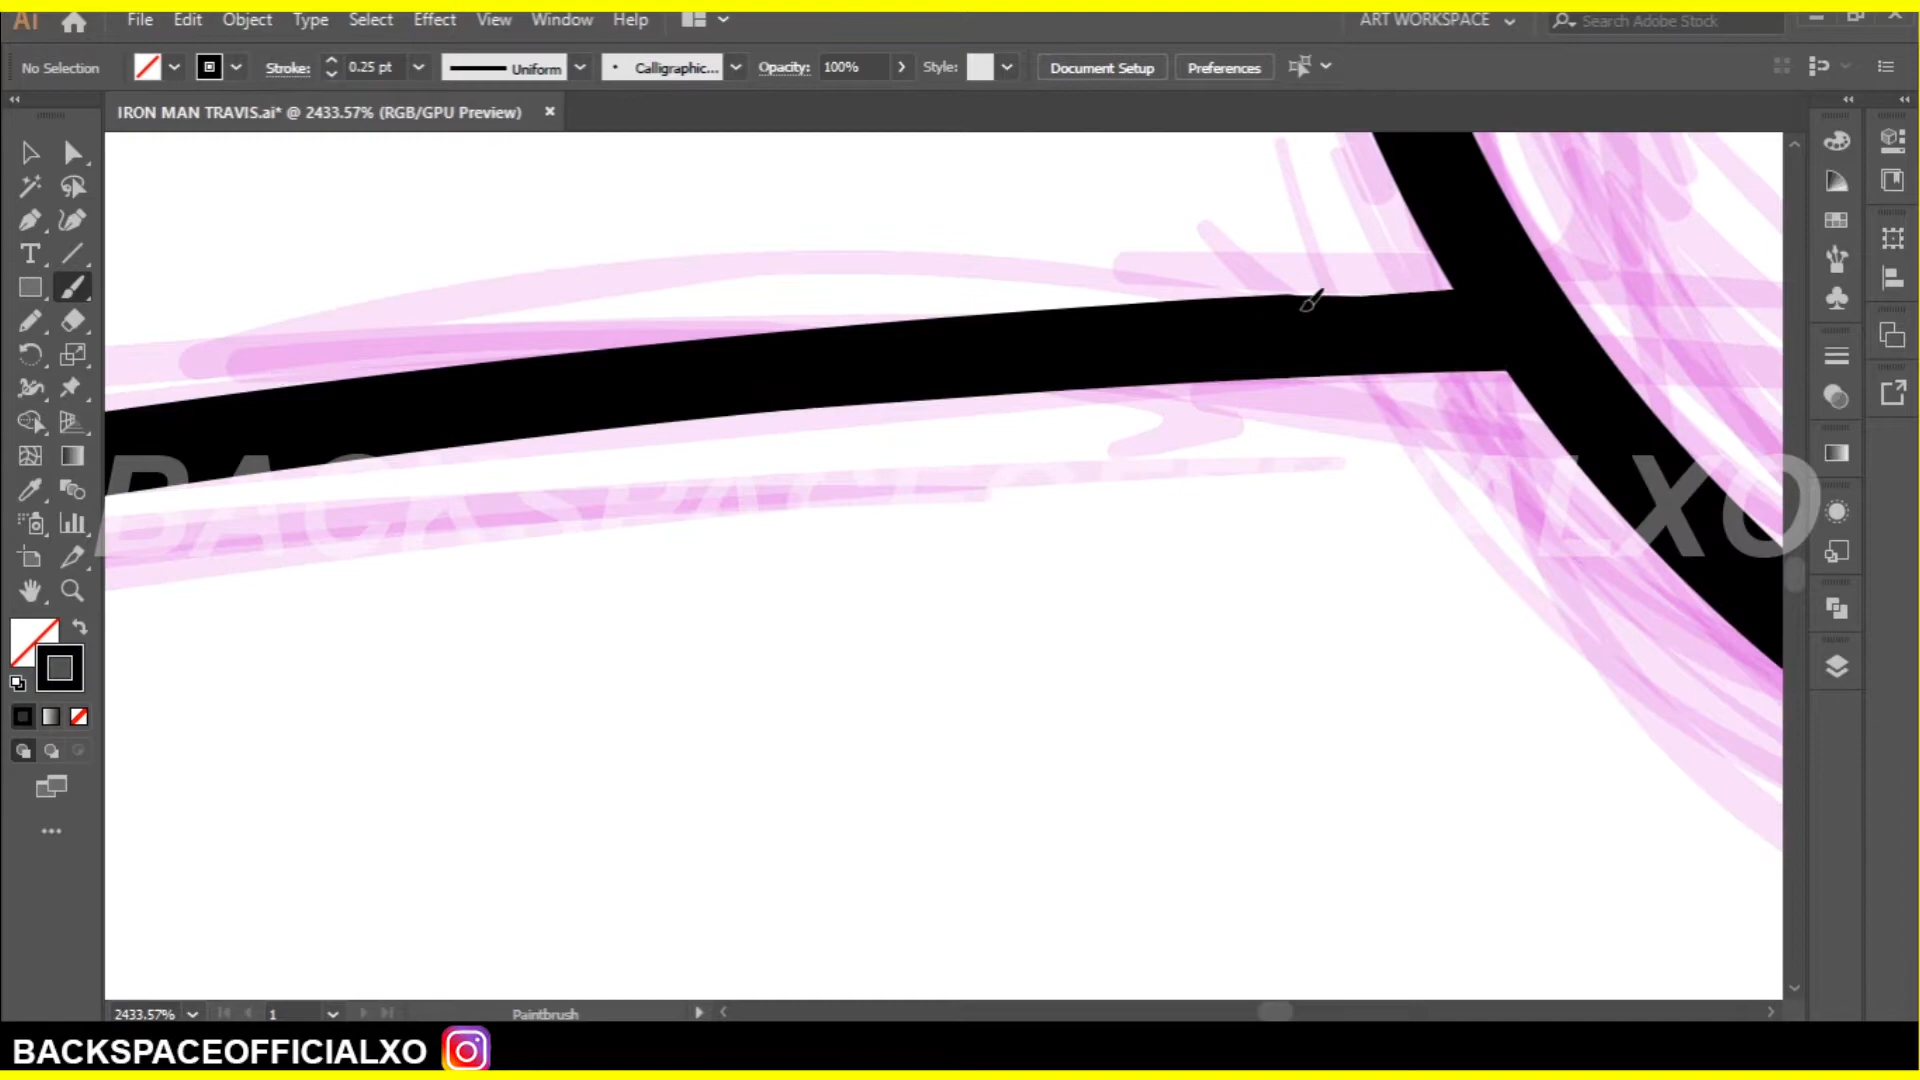 Ai File Edit Object Type Select Effect View Window Help ART WORKSPACE Search Adobe Stock
No Selection Stroke: 0.25 pt Uniform Calligraphic... Opacity: 100% Style: Document Setup Preferences
IRON MAN TRAVIS.ai* @ 2433.57% (RGB/GPU Preview) ×
BACKSPACEOFFICIALXO
2433.57% 1 Paintbrush
BACKSPACEOFFICIALXO